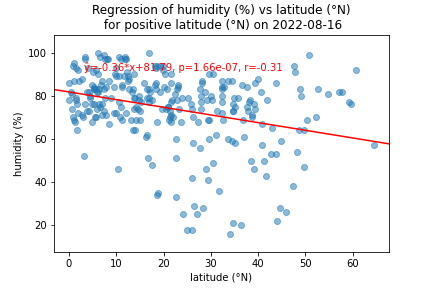 Regression of humidity (%) vs latitude (°N)
for positive latitude (°N) on 2022-08-16
100
80
60
40
20
humidity (%)
y=-0.36*x+81.79, p=1.66e-07, r=-0.31
0
10
20
30
40
50
60
latitude (°N)